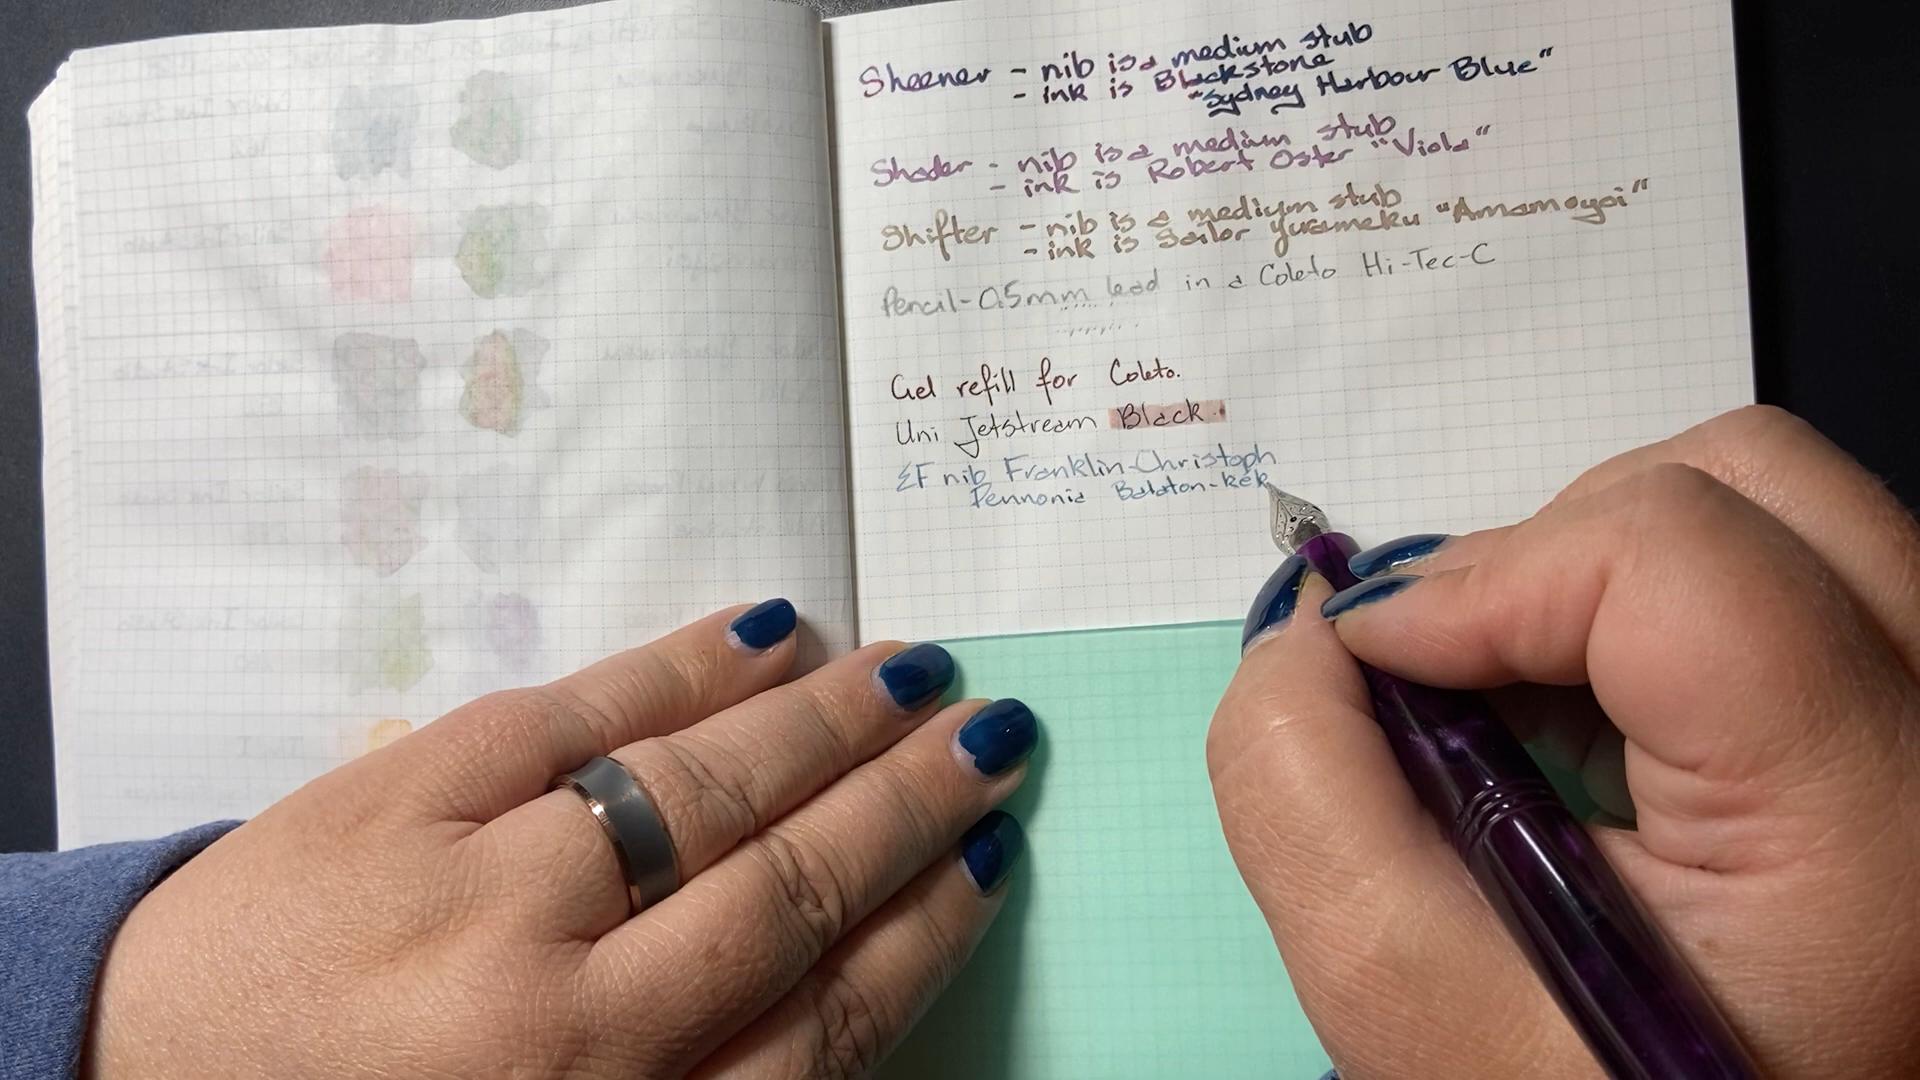 Sheener - nib is a medium stub
- ink is Blackstone
"Sydney Harbour Blue"
Shader - nib is a medium stub
- ink is Robert Oster "Viola"
Shifter - nib is a medium stub
- ink is Sailor Yurameku "Amamoyoi"
Pencil - 0.5mm lead in a Coleto Hi-Tec-C
Gel refill for Coleto.
Uni Jetstream Black.
EF nib Franklin-Christoph
Pennonia Balaton-kék